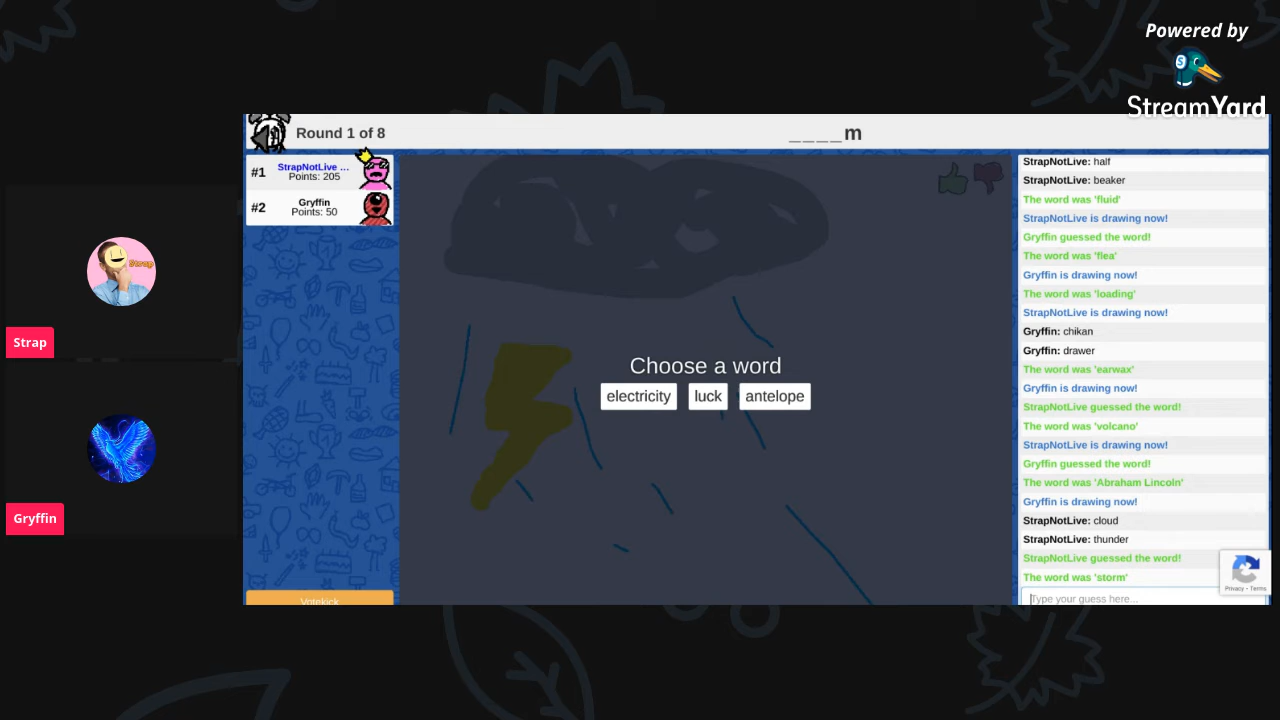 Powered by
StreamYard
Round 1 of 8
____m
#1
StrapNotLive ...
Points: 205
#2
Gryffin
Points: 50
Choose a word
electricity
luck
antelope
StrapNotLive: half
StrapNotLive: beaker
The word was 'fluid'
StrapNotLive is drawing now!
Gryffin guessed the word!
The word was 'flea'
Gryffin is drawing now!
The word was 'loading'
StrapNotLive is drawing now!
Gryffin: chikan
Gryffin: drawer
The word was 'earwax'
Gryffin is drawing now!
StrapNotLive guessed the word!
The word was 'volcano'
StrapNotLive is drawing now!
Gryffin guessed the word!
The word was 'Abraham Lincoln'
Gryffin is drawing now!
StrapNotLive: cloud
StrapNotLive: thunder
StrapNotLive guessed the word!
The word was 'storm'
Type your guess here...
Privacy - Terms
Votekick
Strap
Strap
Gryffin